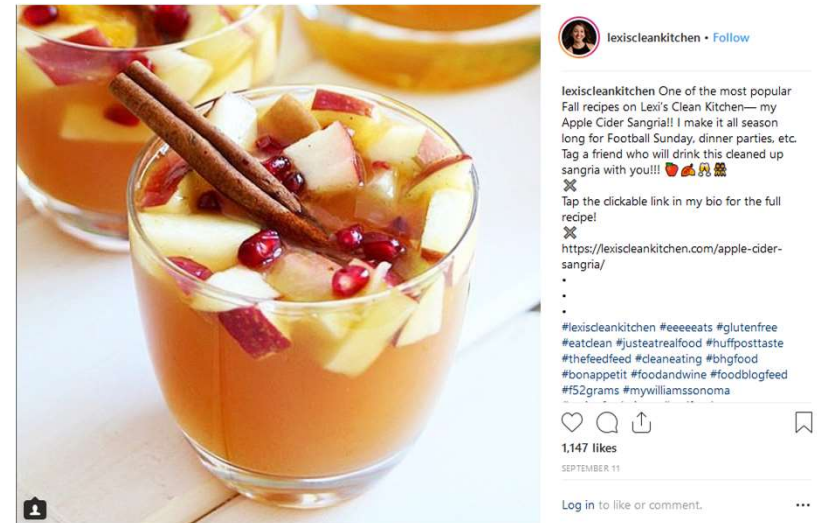 lexiscleankitchen • Follow
lexiscleankitchen One of the most popular
Fall recipes on Lexi's Clean Kitchen— my
Apple Cider Sangria!! I make it all season
long for Football Sunday, dinner parties, etc.
Tag a friend who will drink this cleaned up
sangria with you!!! 🍎🍂🥂👯
✖️
Tap the clickable link in my bio for the full
recipe!
✖️
https://lexiscleankitchen.com/apple-cider-
sangria/
•
•
•
#lexiscleankitchen #eeeeeats #glutenfree
#eatclean #justeatrealfood #huffposttaste
#thefeedfeed #cleaneating #bhgfood
#bonappetit #foodandwine #foodblogfeed
#f52grams #mywilliamssonoma
1,147 likes
SEPTEMBER 11
Log in to like or comment.